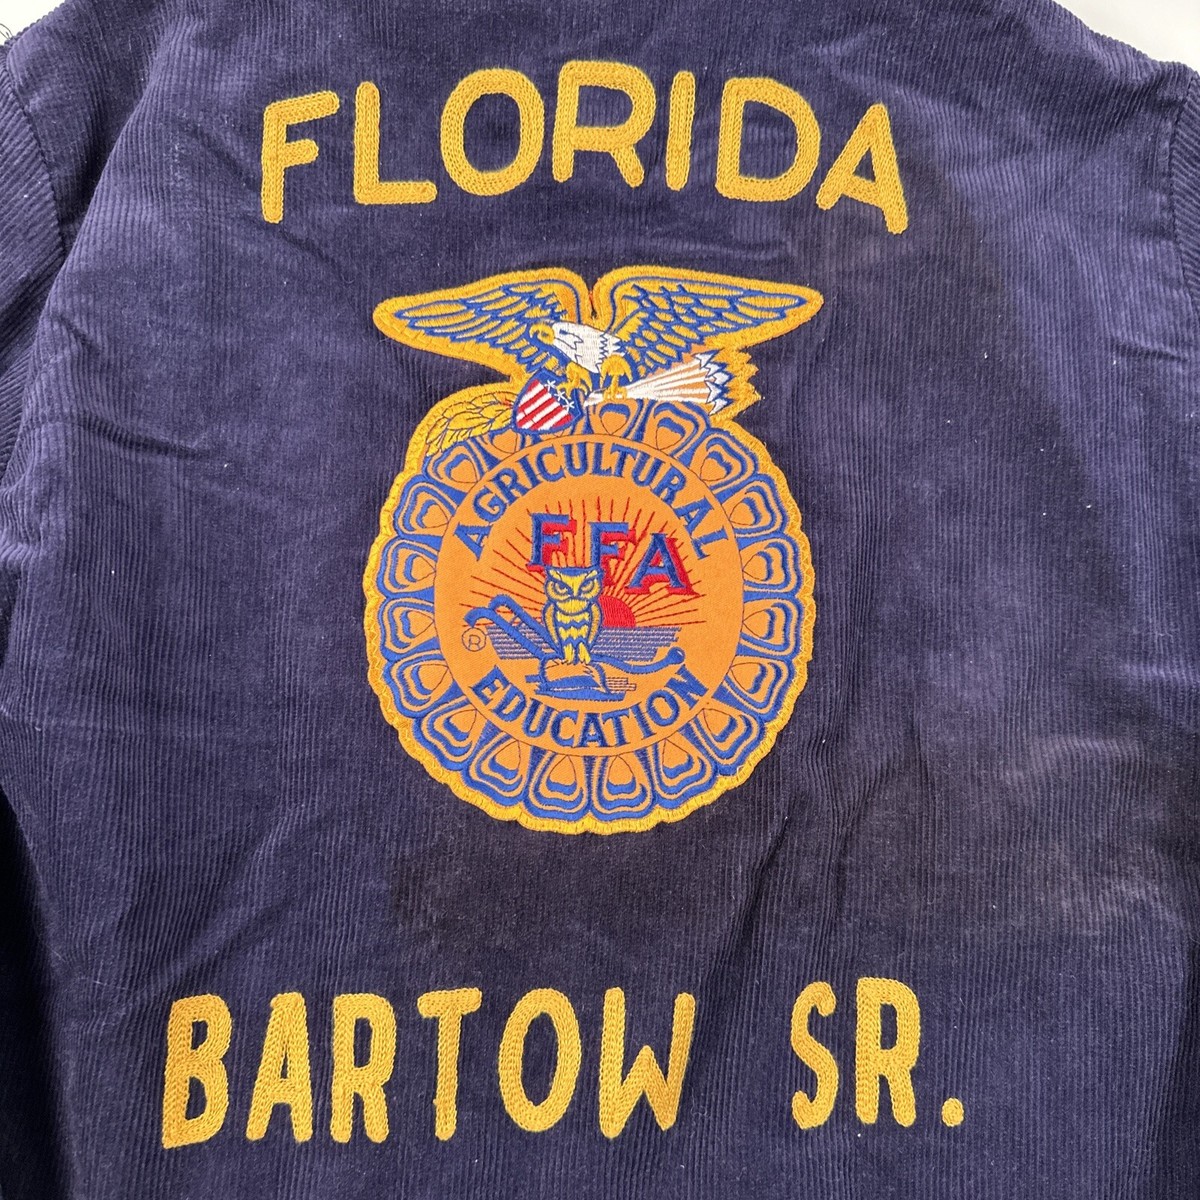 FLORIDA
AGRICULTURAL
FFA
®
EDUCATION
BARTOW SR.